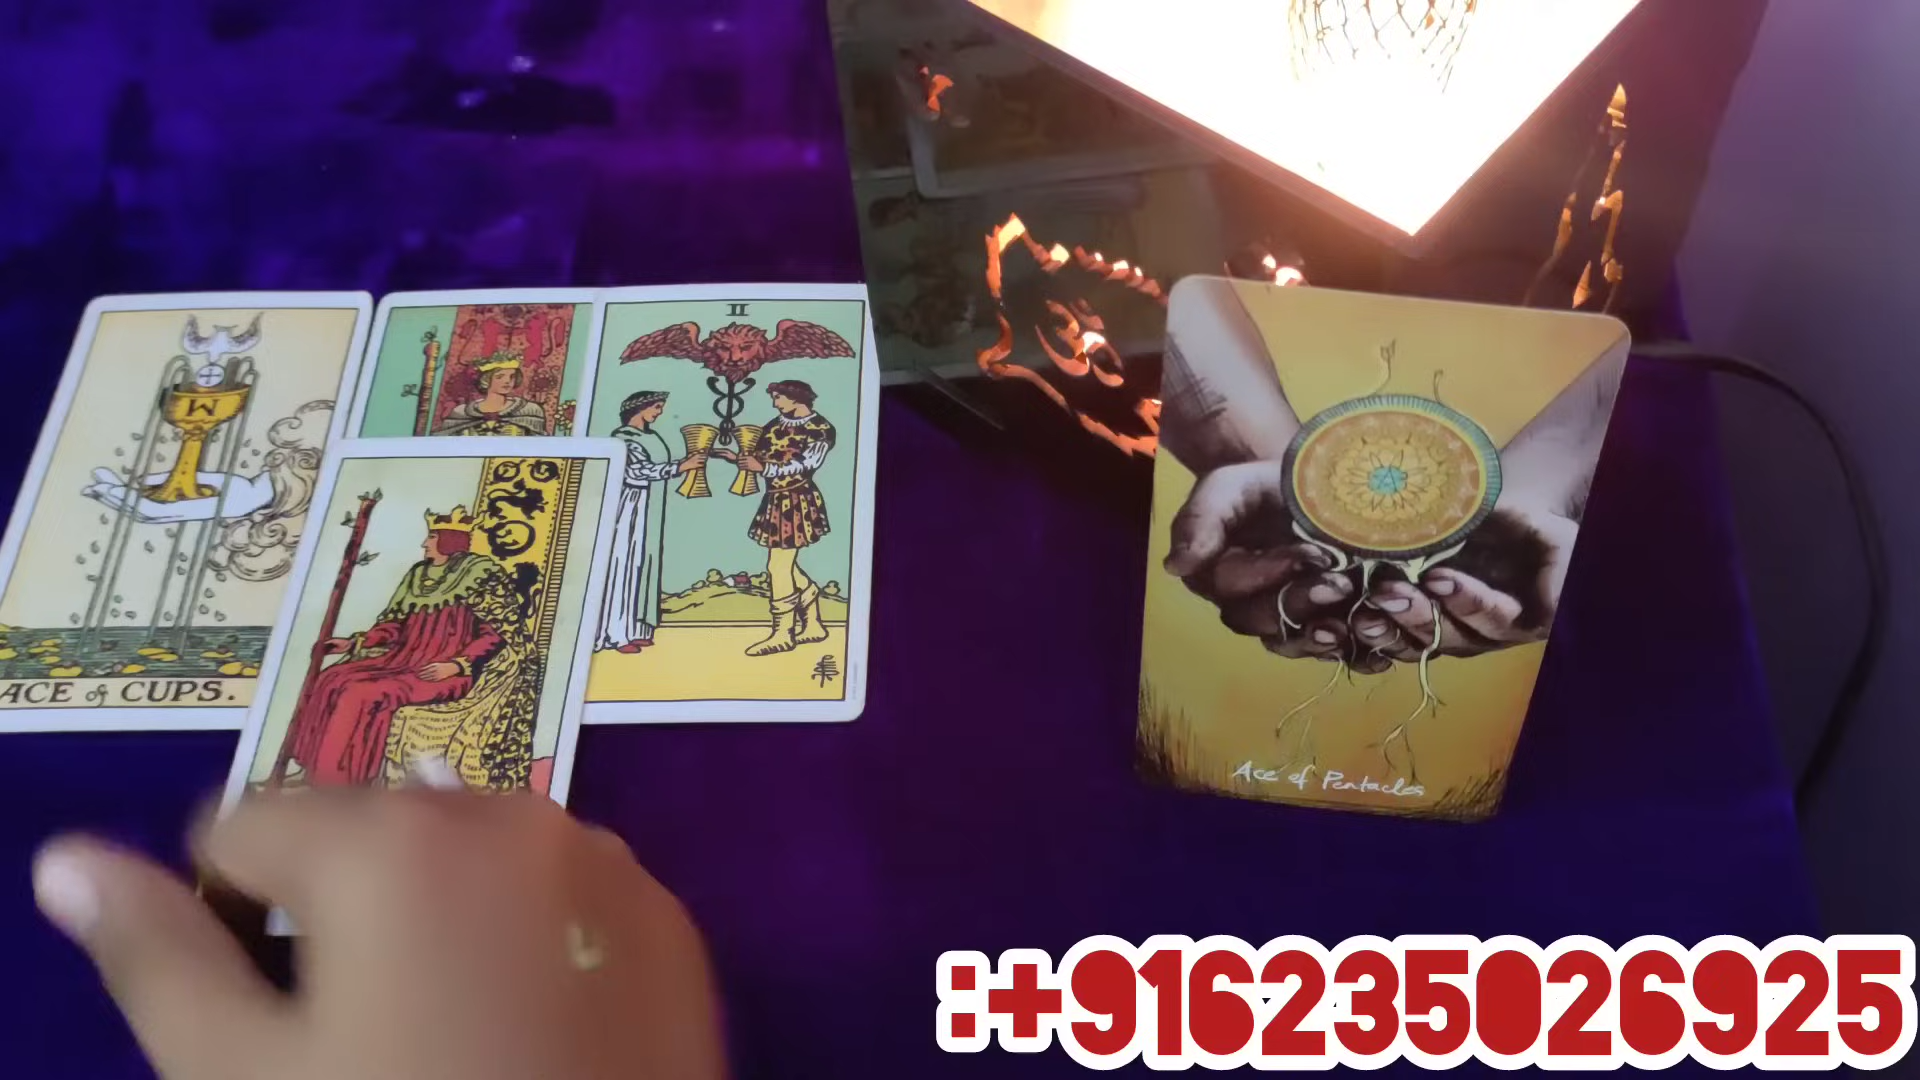 II
ACE of CUPS.
Ace of Pentacles
:+916235026925